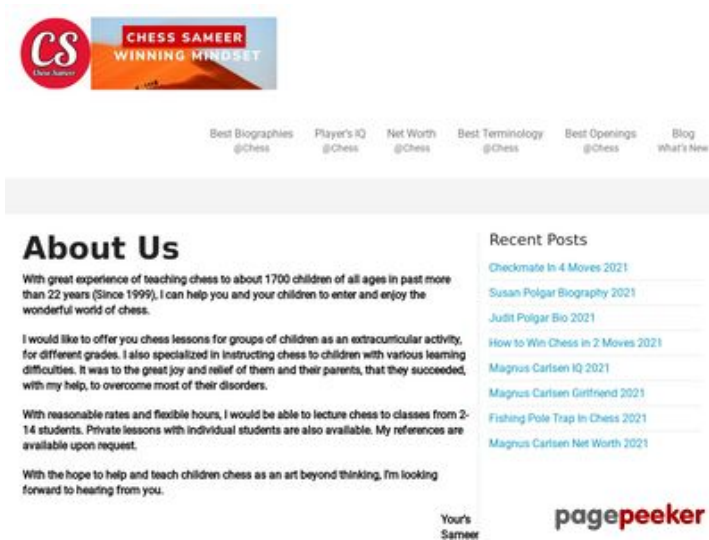 CS
Chess Sameer
CHESS SAMEER
WINNING MINDSET
Best Biographies
@Chess
Player's IQ
@Chess
Net Worth
@Chess
Best Terminology
@Chess
Best Openings
@Chess
Blog
What's New
About Us
With great experience of teaching chess to about 1700 children of all ages in past more
than 22 years (Since 1999), I can help you and your children to enter and enjoy the
wonderful world of chess.
I would like to offer you chess lessons for groups of children as an extracurricular activity,
for different grades. I also specialized in instructing chess to children with various learning
difficulties. It was to the great joy and relief of them and their parents, that they succeeded,
with my help, to overcome most of their disorders.
With reasonable rates and flexible hours, I would be able to lecture chess to classes from 2-
14 students. Private lessons with individual students are also available. My references are
available upon request.
With the hope to help and teach children chess as an art beyond thinking, I'm looking
forward to hearing from you.
Your's
Sameer
Recent Posts
Checkmate In 4 Moves 2021
Susan Polgar Biography 2021
Judit Polgar Bio 2021
How to Win Chess in 2 Moves 2021
Magnus Carlsen IQ 2021
Magnus Carlsen Girlfriend 2021
Fishing Pole Trap In Chess 2021
Magnus Carlsen Net Worth 2021
pagepeeker